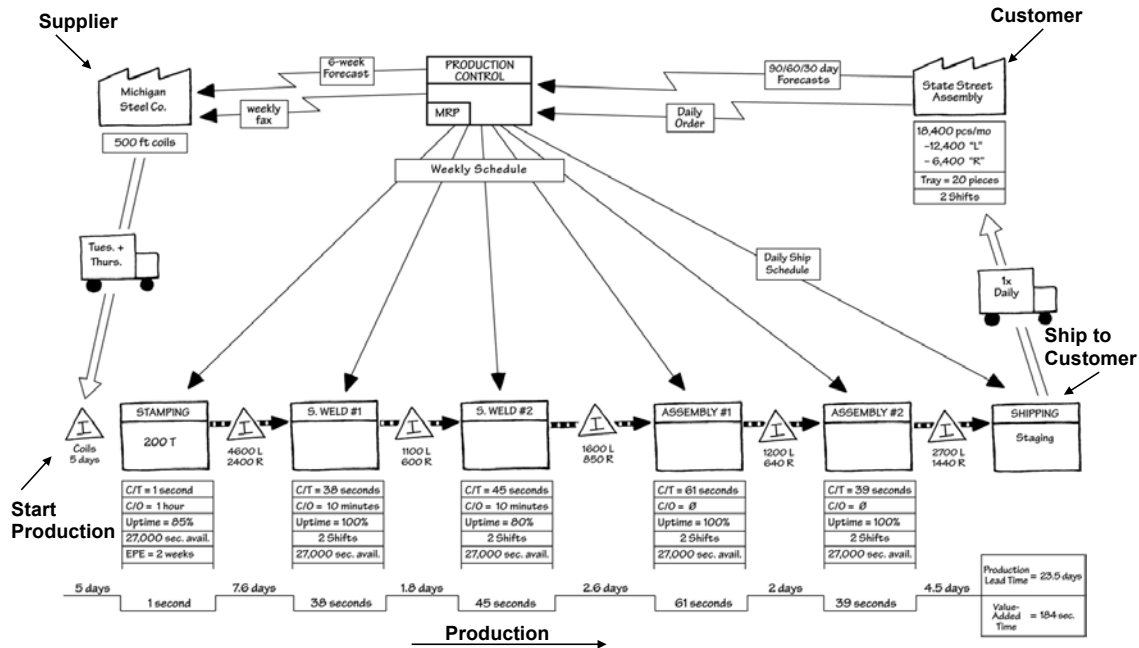 Supplier
Customer
Michigan
Steel Co.
500 ft coils
6-week
Forecast
weekly
fax
PRODUCTION
CONTROL
MRP
90/60/30 day
Forecasts
Daily
Order
State Street
Assembly
18,400 pcs/mo
-12,400 "L"
- 6,400 "R"
Tray = 20 pieces
2 Shifts
Weekly Schedule
Tues. +
Thurs.
Daily Ship
Schedule
1x
Daily
Ship to
Customer
I
Coils
5 days
STAMPING
200 T
I
4600 L
2400 R
S. WELD #1
I
1100 L
600 R
S. WELD #2
I
1600 L
850 R
ASSEMBLY #1
I
1200 L
640 R
ASSEMBLY #2
I
2700 L
1440 R
SHIPPING
Staging
Start
Production
C/T = 1 second
C/O = 1 hour
Uptime = 85%
27,000 sec. avail.
EPE = 2 weeks
C/T = 38 seconds
C/O = 10 minutes
Uptime = 100%
2 Shifts
27,000 sec. avail.
C/T = 45 seconds
C/O = 10 minutes
Uptime = 80%
2 Shifts
27,000 sec. avail.
C/T = 61 seconds
C/O = Ø
Uptime = 100%
2 Shifts
27,000 sec. avail.
C/T = 39 seconds
C/O = Ø
Uptime = 100%
2 Shifts
27,000 sec. avail.
5 days
1 second
7.6 days
38 seconds
1.8 days
45 seconds
2.6 days
61 seconds
2 days
39 seconds
4.5 days
Production
Lead Time = 23.5 days
Value-
Added = 184 sec.
Time
Production